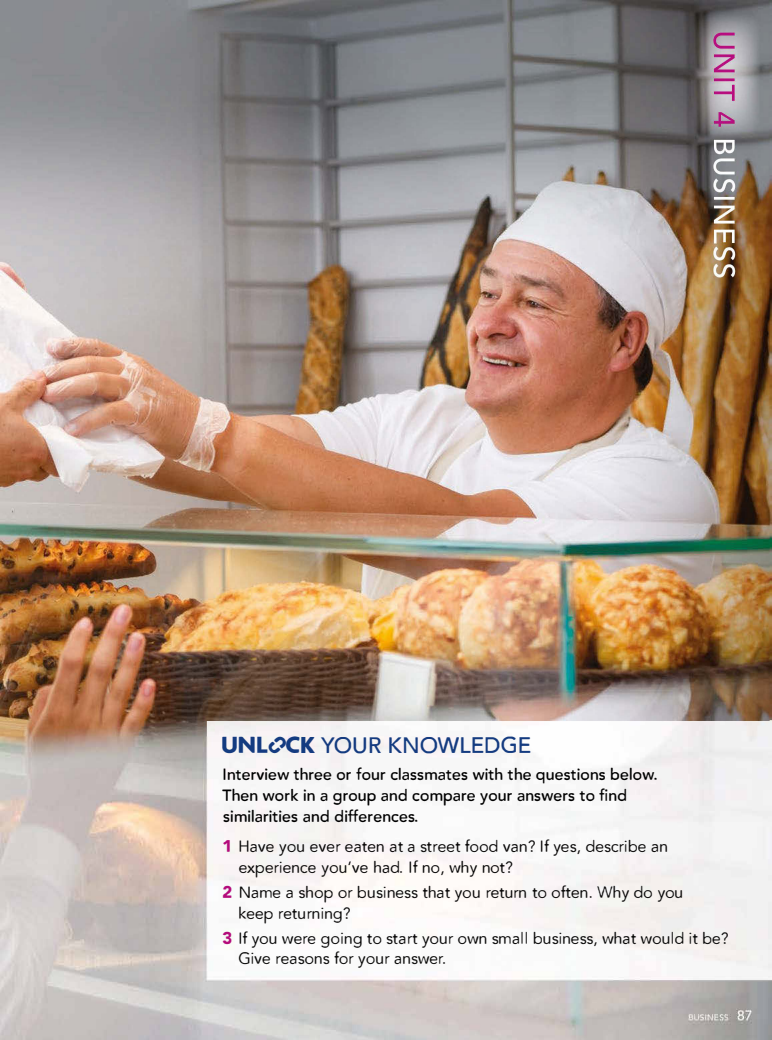 UNIT 4 BUSINESS
UNLOCK YOUR KNOWLEDGE
Interview three or four classmates with the questions below.
Then work in a group and compare your answers to find
similarities and differences.
1 Have you ever eaten at a street food van? If yes, describe an
experience you’ve had. If no, why not?
2 Name a shop or business that you return to often. Why do you
keep returning?
3 If you were going to start your own small business, what would it be?
Give reasons for your answer.
BUSINESS 87